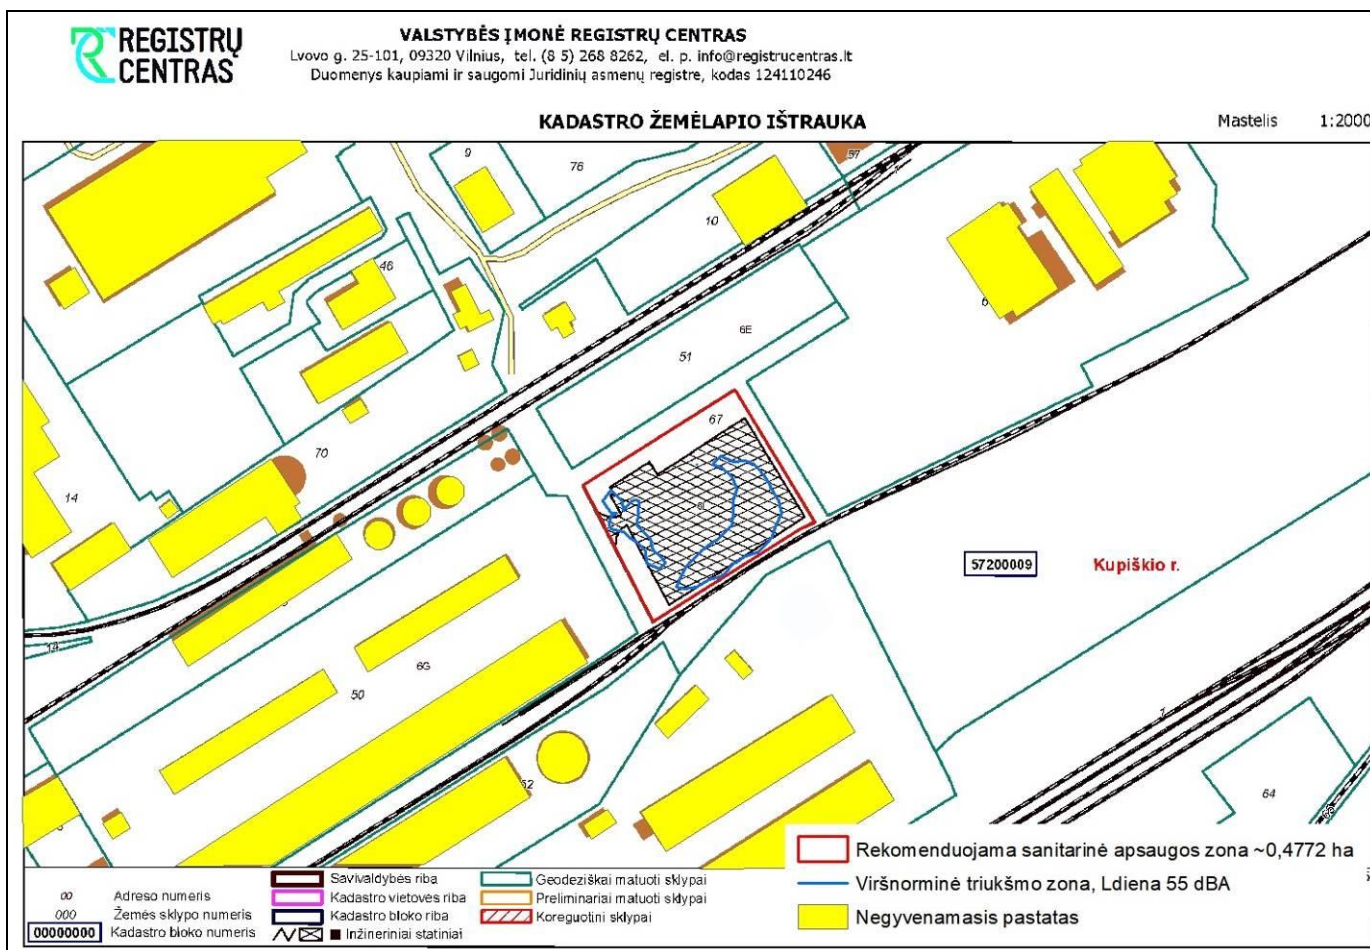 REGISTRŲ
CENTRAS
VALSTYBĖS ĮMONĖ REGISTRŲ CENTRAS
Lvovo g. 25-101, 09320 Vilnius, tel. (8 5) 268 8262, el. p. info@registrucentras.lt
Duomenys kaupiami ir saugomi Juridinių asmenų registre, kodas 124110246
KADASTRO ŽEMĖLAPIO IŠTRAUKA
Mastelis 1:2000
9
76
57
10
46
6E
51
67
70
14
57200009
Kupiškio r.
14
6G
50
52
1
64
Rekomenduojama sanitarinė apsaugos zona ~0,4772 ha
Viršnorminė triukšmo zona, Ldiena 55 dBA
Negyvenamasis pastatas
00 Adreso numeris
000 Žemės sklypo numeris
00000000 Kadastro bloko numeris
Savivaldybės riba
Kadastro vietovės riba
Kadastro bloko riba
Inžineriniai statiniai
Geodeziškai matuoti sklypai
Preliminariai matuoti sklypai
Koreguotini sklypai